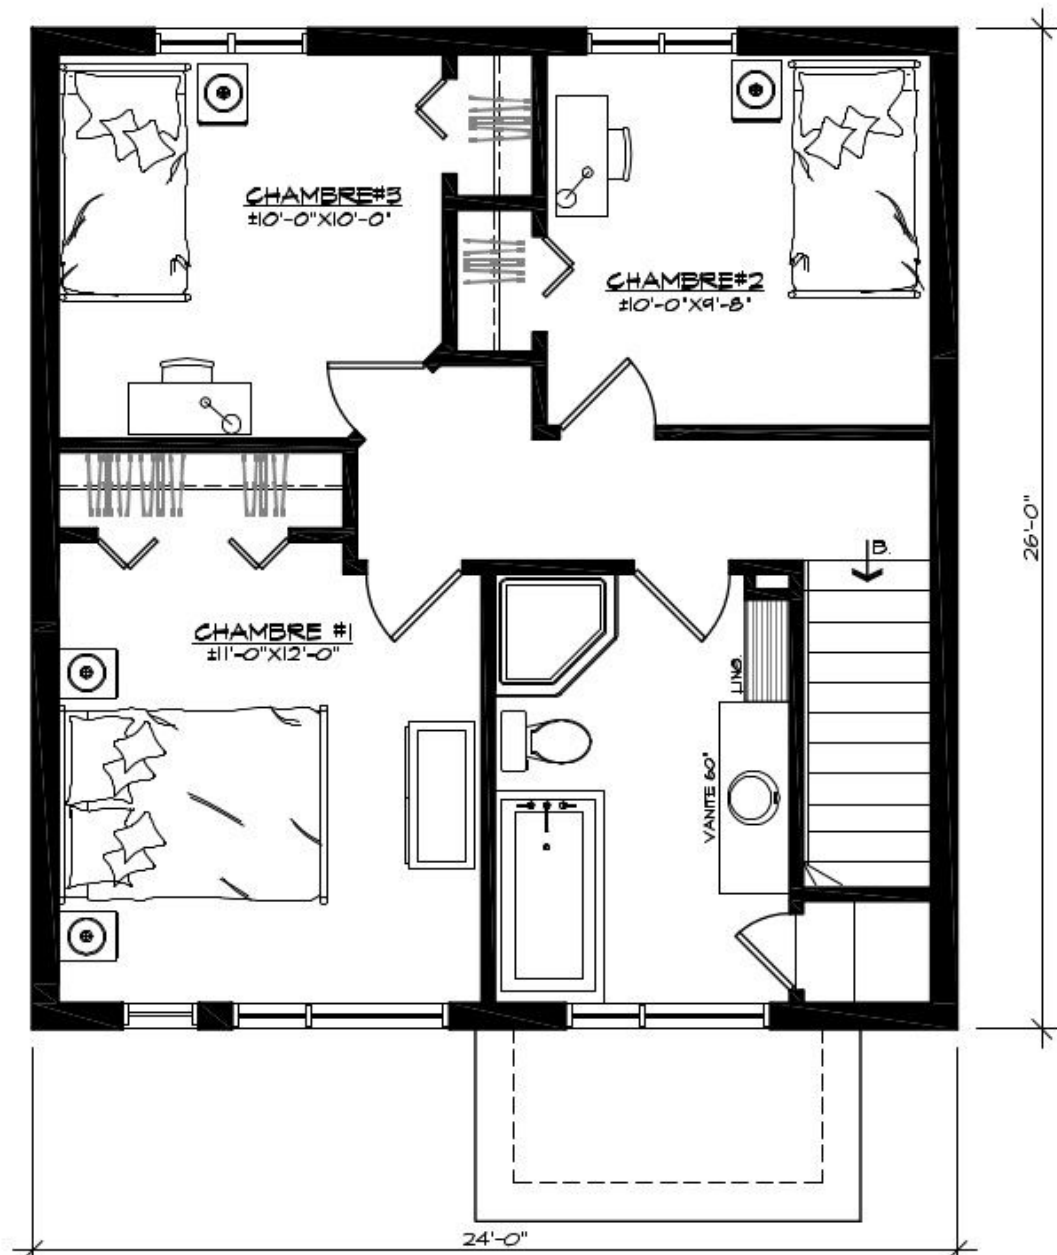 CHAMBRE#3
±10'-0"X10'-0"
CHAMBRE#2
±10'-0"X9'-8"
26'-0"
B.
CHAMBRE #1
±11'-0"X12'-0"
LING.
VANITE 60"
24'-0"